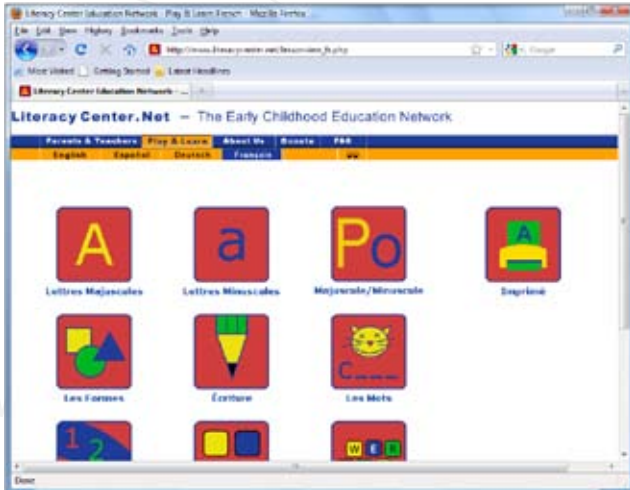 Literacy Center Education Network - Play & Learn French - Mozilla Firefox
File Edit View History Bookmarks Tools Help
Google
Most Visited Getting Started Latest Headlines
Literacy Center Education Network - ...
Literacy Center.Net – The Early Childhood Education Network
Parents & Teachers Play & Learn About Us Donate FAQ
English Español Deutsch Français
A a Po A
Lettres Majuscules Lettres Minuscules Majuscule/Minuscule Imprimé
C
Les Formes Écriture Les Mots
1 2 W E B
Done